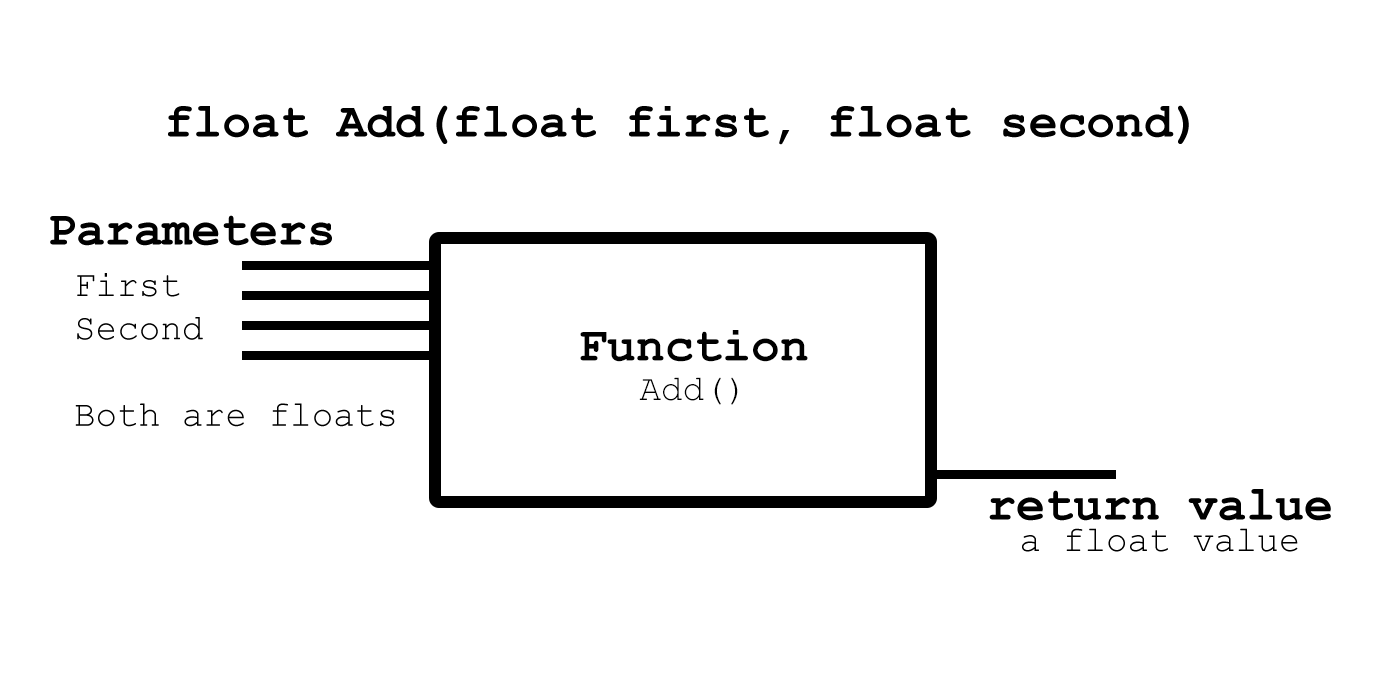 float Add(float first, float second)
Parameters
First
Second
Both are floats
Function
Add()
return value
a float value